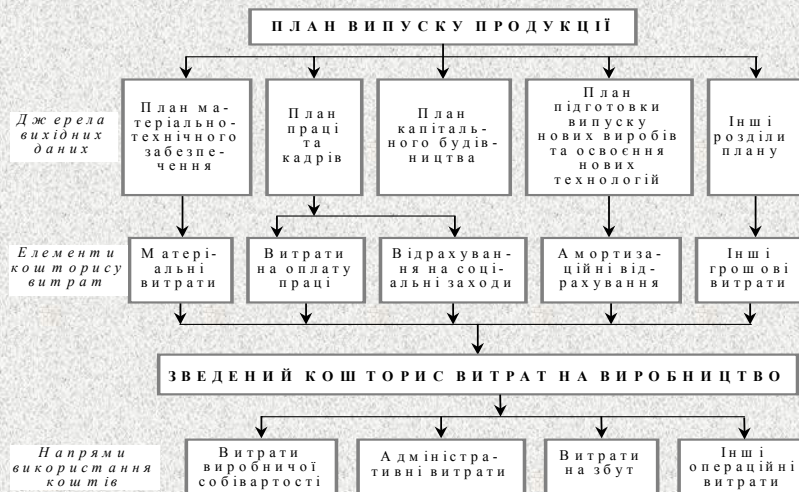 ПЛАН ВИПУСКУ ПРОДУКЦІЇ
Джерела
вихідних
даних
План ма-
теріально-
технічного
забезпе-
чення
План
праці
та
кадрів
План
капіталь-
ного будів-
ництва
План
підготовки
випуску
нових виробів
та освоєння
нових
технологій
Інші
розділи
плану
Елементи
кошторису
витрат
Матері-
альні
витрати
Витрати
на оплату
праці
Відрахуван-
ня на соці-
альні заходи
Амортиза-
ційні від-
рахування
Інші
грошові
витрати
ЗВЕДЕНИЙ КОШТОРИС ВИТРАТ НА ВИРОБНИЦТВО
Напрями
використання
коштів
Витрати
виробничої
собівартості
Адміністра-
тивні витрати
Витрати
на збут
Інші
операційні
витрати